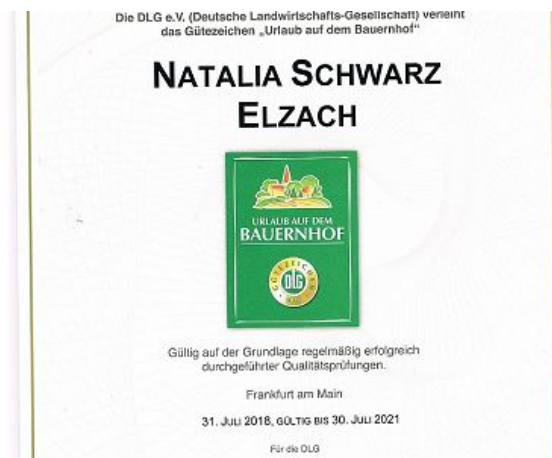 Die DLG e.V. (Deutsche Landwirtschafts-Gesellschaft) verleiht
das Gütezeichen „Urlaub auf dem Bauernhof“
NATALIA SCHWARZ
ELZACH
URLAUB AUF DEM
BAUERNHOF
GÜTEZEICHEN
DLG
Gültig auf der Grundlage regelmäßig erfolgreich
durchgeführter Qualitätsprüfungen.
Frankfurt am Main
31. JULI 2018, GÜLTIG BIS 30. JULI 2021
Für die DLG